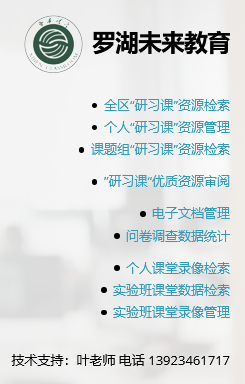 罗湖未来教育
全区“研习课”资源检索
个人“研习课”资源管理
课题组“研习课”资源检索
“研习课”优质资源审阅
电子文档管理
问卷调查数据统计
个人课堂录像检索
实验班课堂数据检索
实验班课堂录像管理
技术支持：叶老师 电话 13923461717